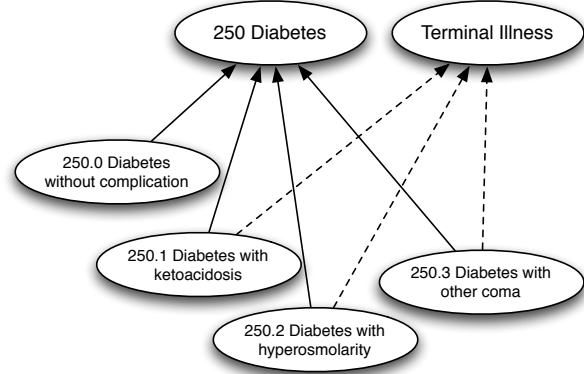 250 Diabetes
Terminal Illness
250.0 Diabetes
without complication
250.1 Diabetes with
ketoacidosis
250.3 Diabetes with
other coma
250.2 Diabetes with
hyperosmolarity